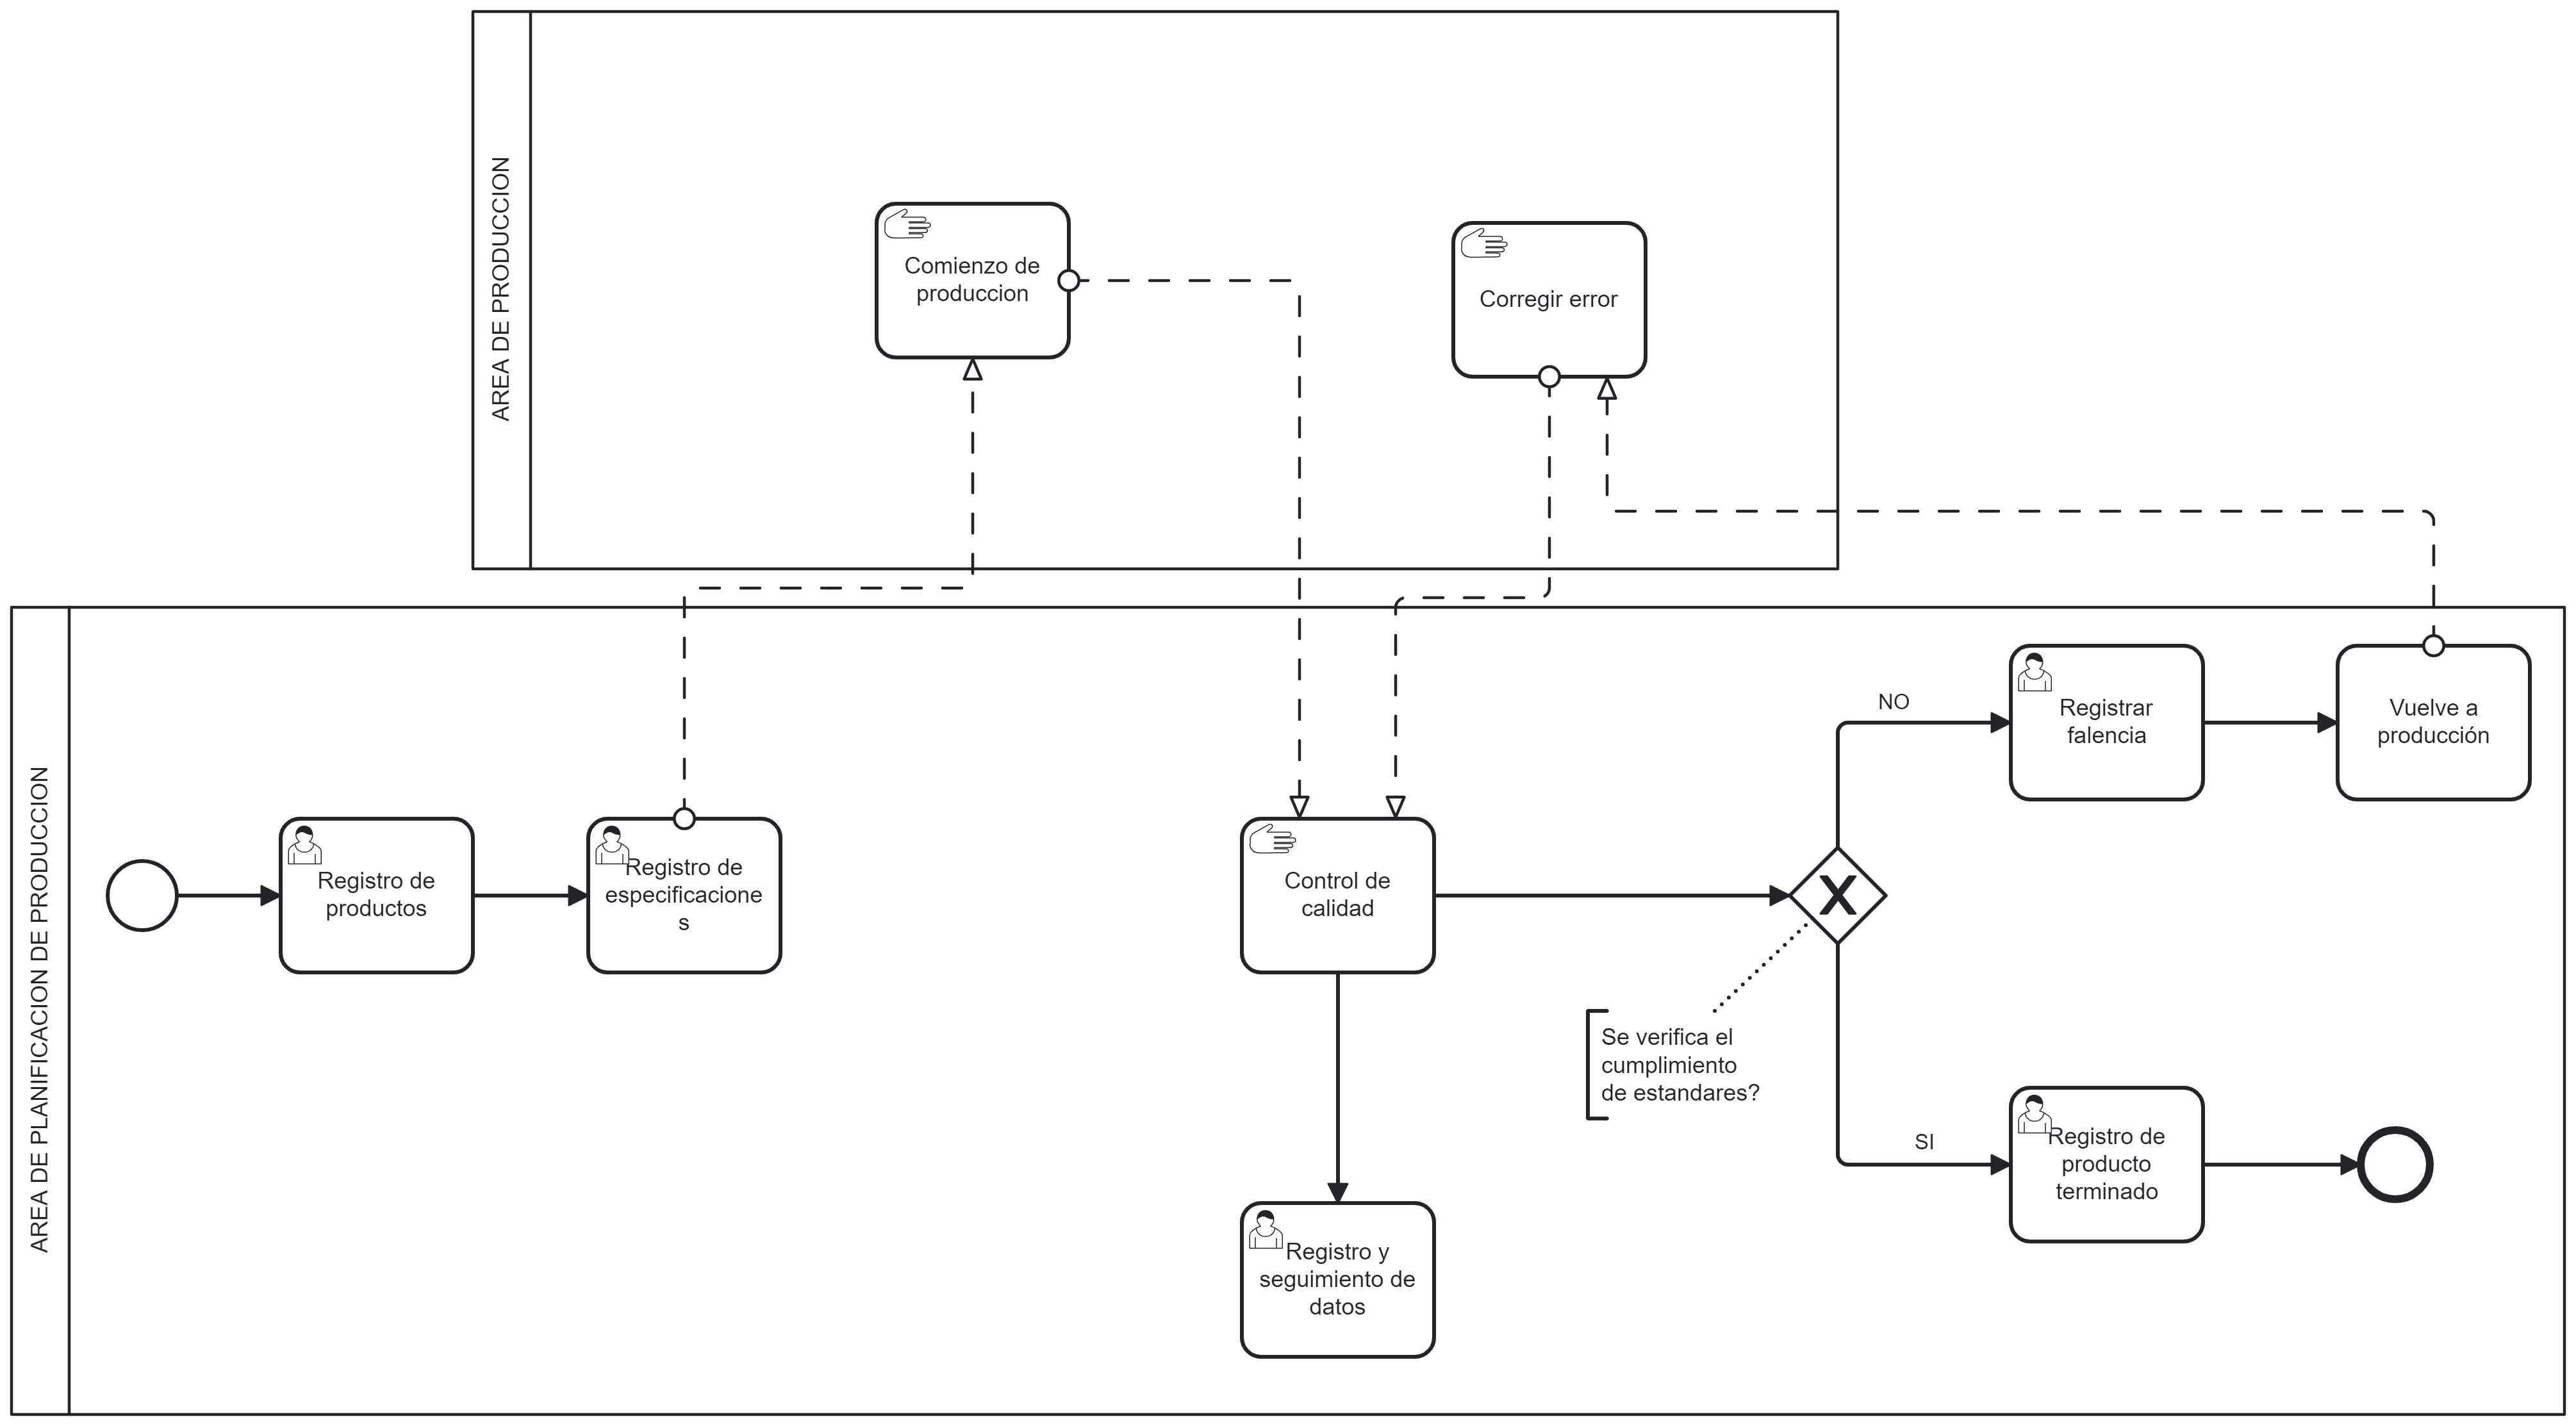 AREA DE PRODUCCION
Comienzo de
produccion
Corregir error
AREA DE PLANIFICACION DE PRODUCCION
Registro de
productos
Registro de
especificacione
s
Control de
calidad
Registro y
seguimiento de
datos
Se verifica el
cumplimiento
de estandares?
NO
Registrar
falencia
Vuelve a
producción
SI
Registro de
producto
terminado